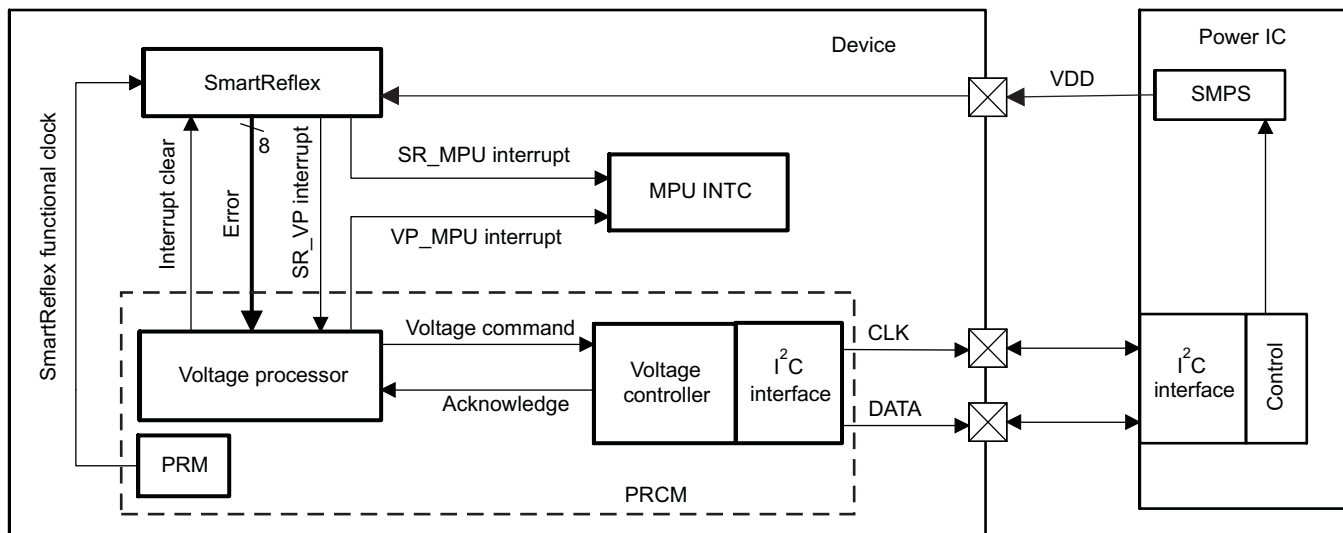 Device
Power IC
SmartReflex
VDD
SMPS
8
SmartReflex functional clock
Interrupt clear
Error
SR_VP interrupt
SR_MPU interrupt
MPU INTC
VP_MPU interrupt
Voltage command
CLK
Voltage processor
Voltage
controller
I²C
interface
I²C
interface
Control
Acknowledge
DATA
PRM
PRCM